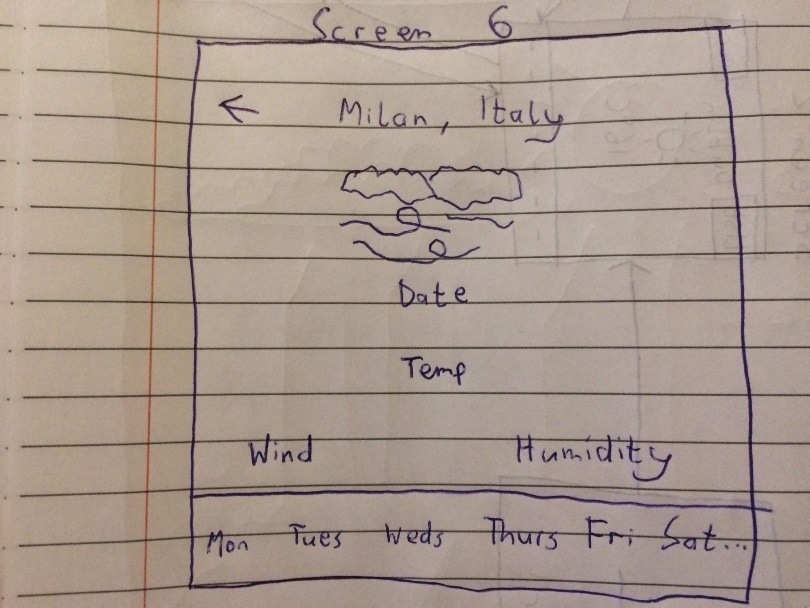 Screen 6
← Milan, Italy
Date
Temp
Wind Humidity
Mon Tues Weds Thurs Fri Sat...